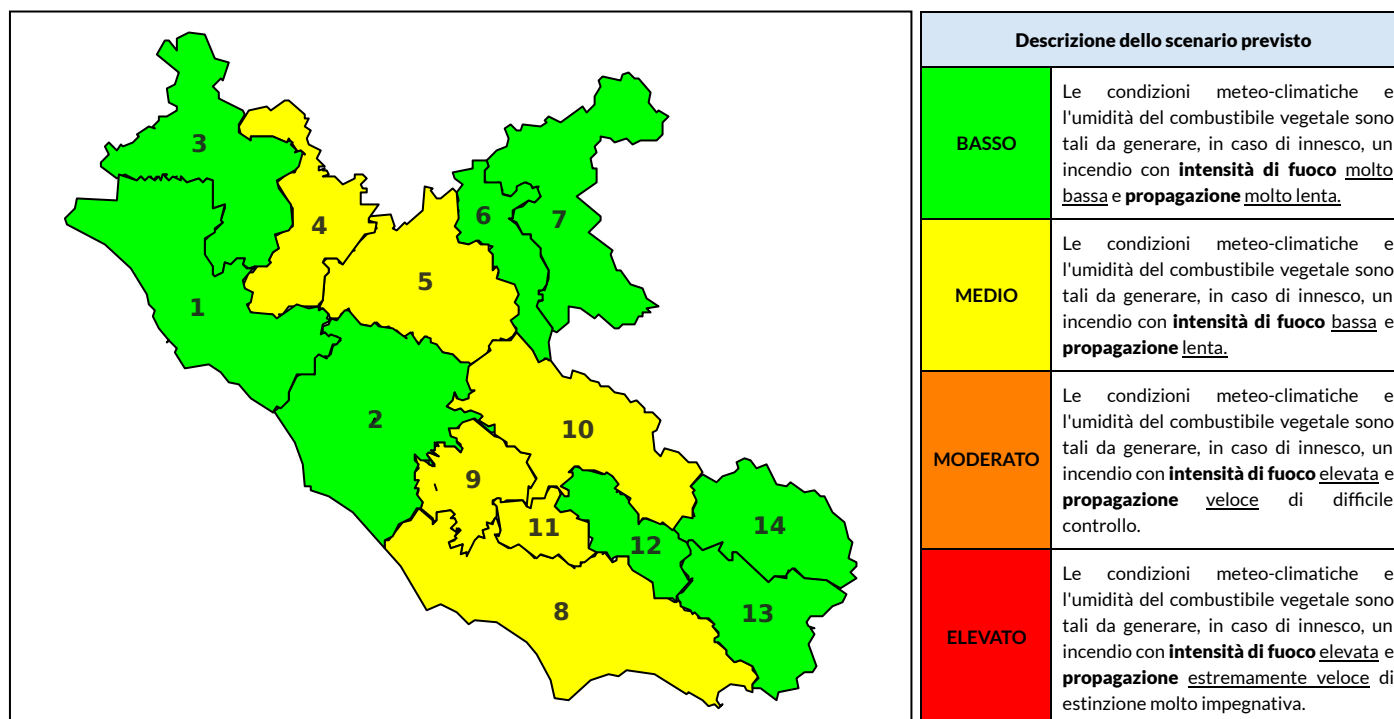 3
6
7
4
5
1
2
10
9
11
12
14
8
13
Descrizione dello scenario previsto
BASSO
Le condizioni meteo-climatiche e
l'umidità del combustibile vegetale sono
tali da generare, in caso di innesco, un
incendio con intensità di fuoco molto
bassa e propagazione molto lenta.
MEDIO
Le condizioni meteo-climatiche e
l'umidità del combustibile vegetale sono
tali da generare, in caso di innesco, un
incendio con intensità di fuoco bassa e
propagazione lenta.
MODERATO
Le condizioni meteo-climatiche e
l'umidità del combustibile vegetale sono
tali da generare, in caso di innesco, un
incendio con intensità di fuoco elevata e
propagazione veloce di difficile
controllo.
ELEVATO
Le condizioni meteo-climatiche e
l'umidità del combustibile vegetale sono
tali da generare, in caso di innesco, un
incendio con intensità di fuoco elevata e
propagazione estremamente veloce di
estinzione molto impegnativa.